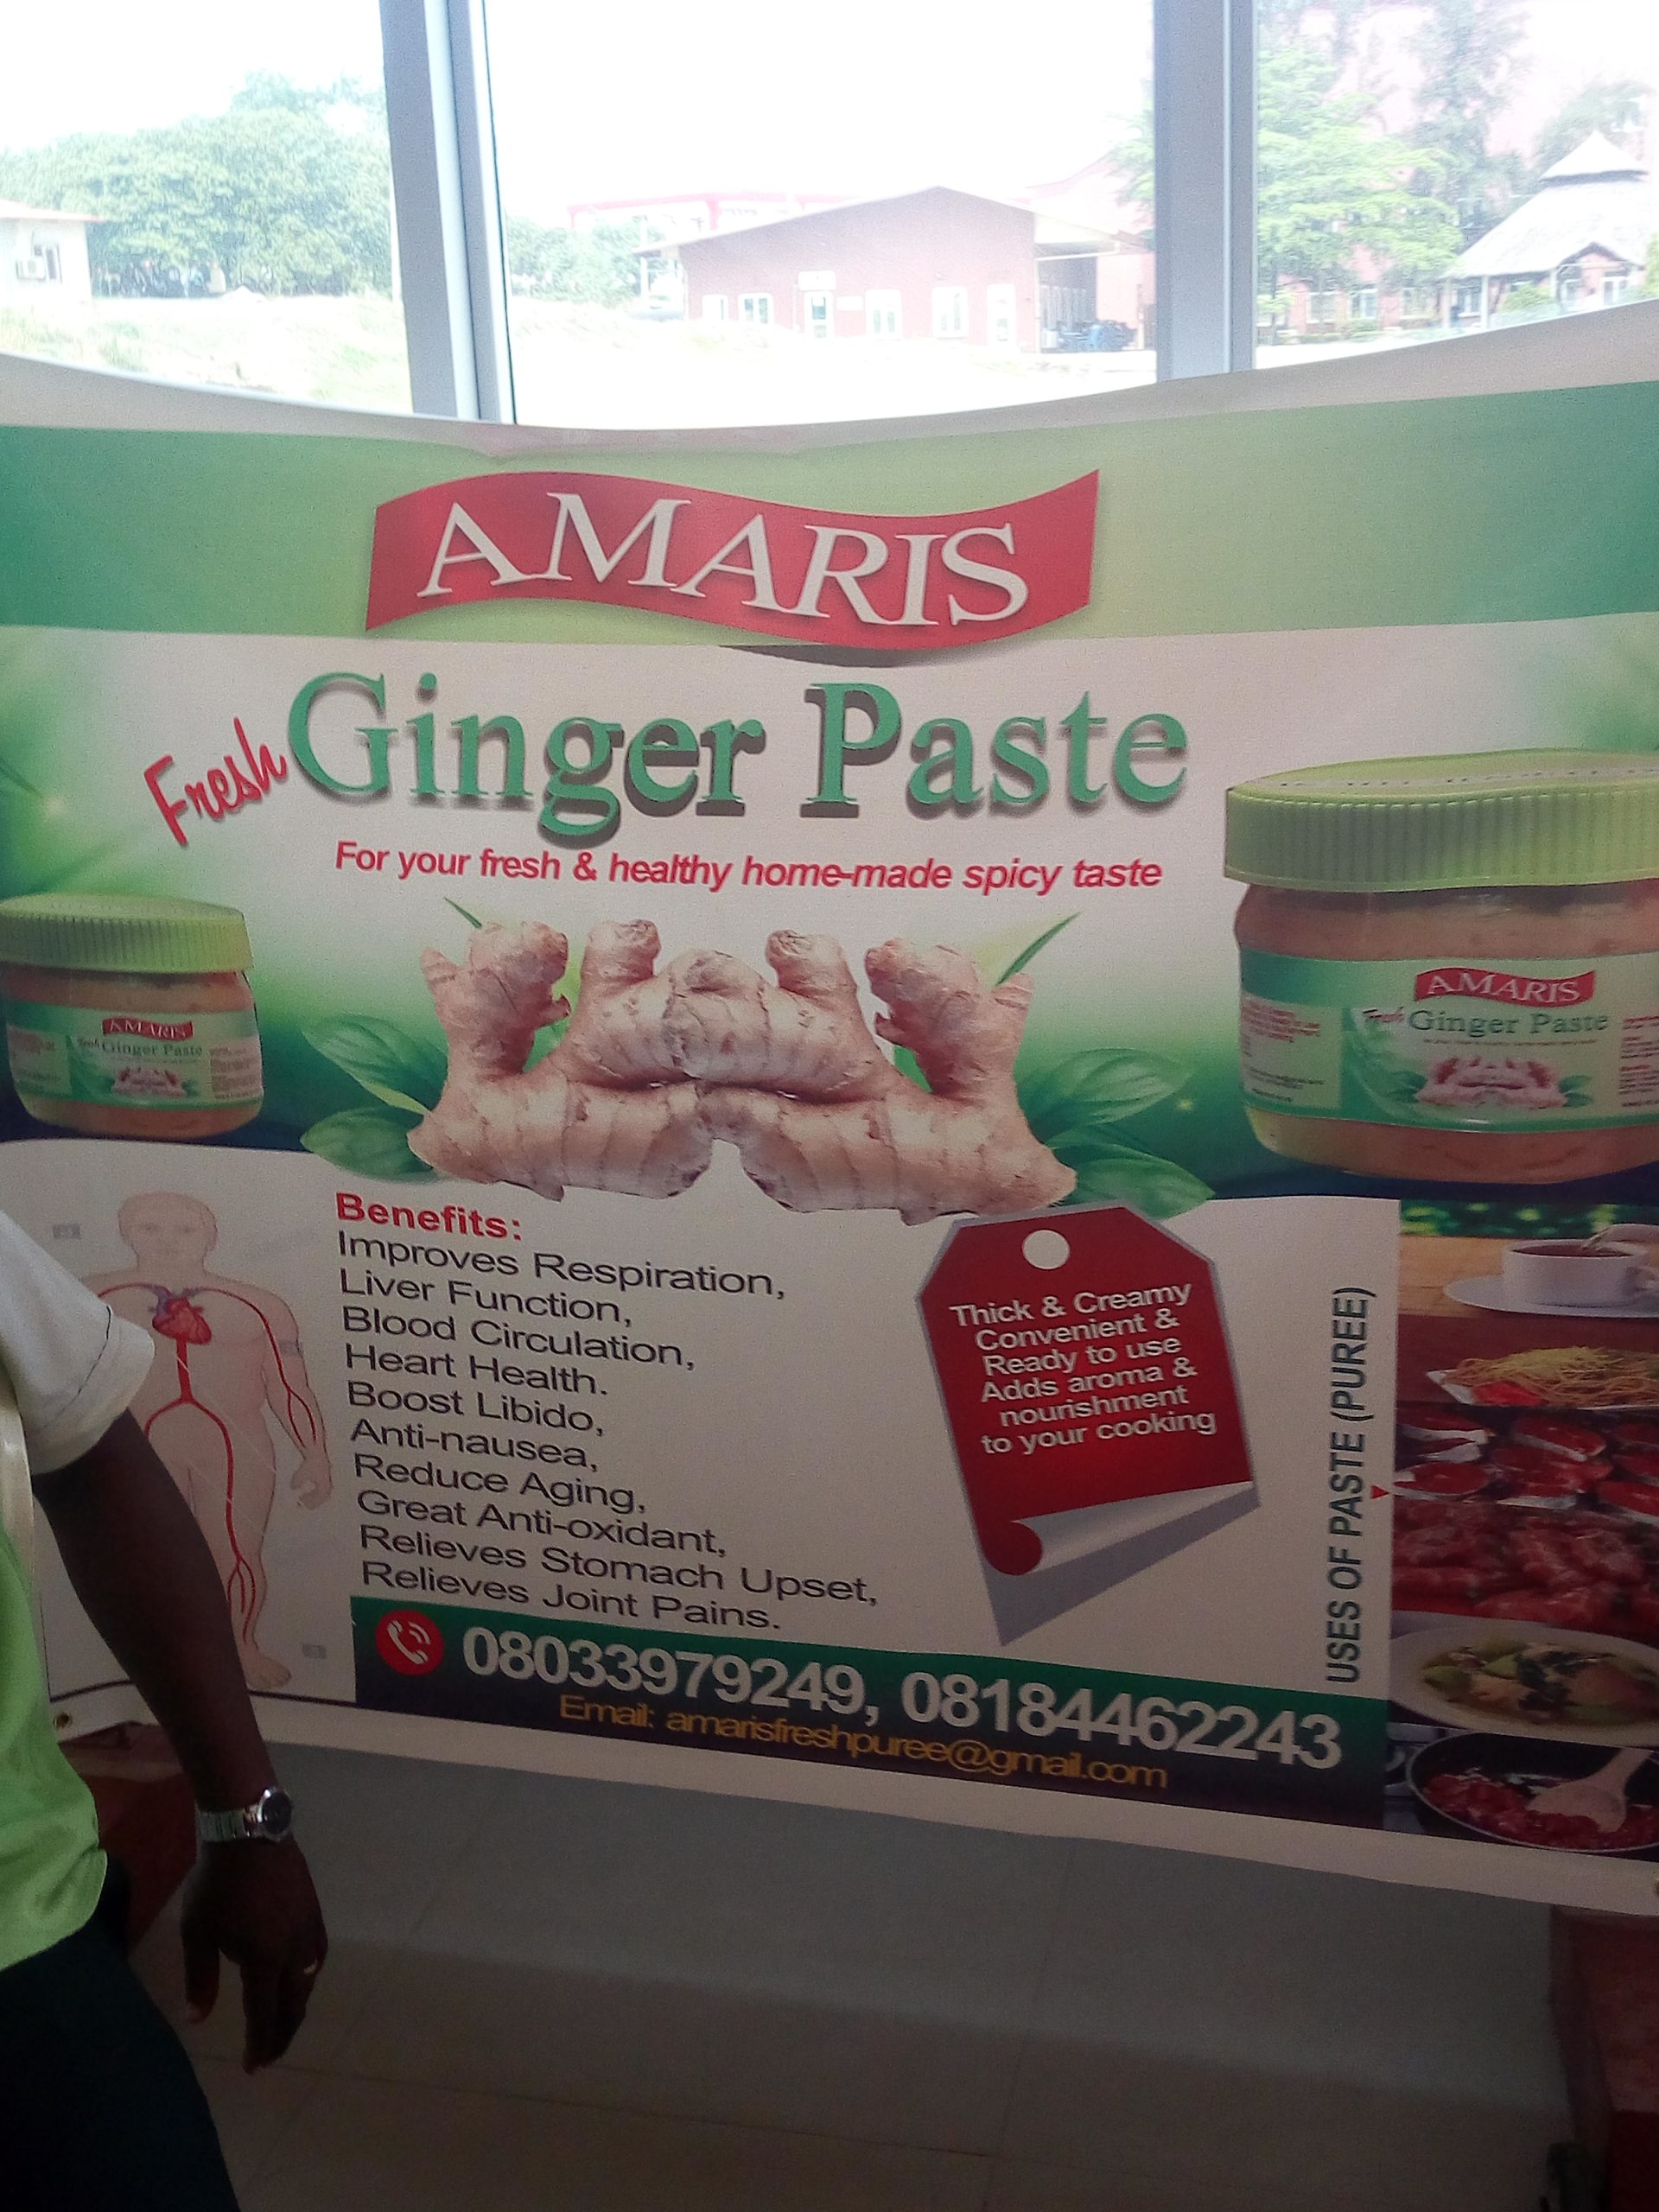 AMARIS
Fresh Ginger Paste
For your fresh & healthy home-made spicy taste
AMARIS
Fresh Ginger Paste
AMARIS
Fresh Ginger Paste
Benefits:
Improves Respiration,
Liver Function,
Blood Circulation,
Heart Health.
Boost Libido,
Anti-nausea,
Reduce Aging,
Great Anti-oxidant,
Relieves Stomach Upset,
Relieves Joint Pains.
Thick & Creamy
Convenient &
Ready to use
Adds aroma &
nourishment
to your cooking
USES OF PASTE (PUREE)
08033979249, 08184462243
Email: amarisfreshpuree@gmail.com